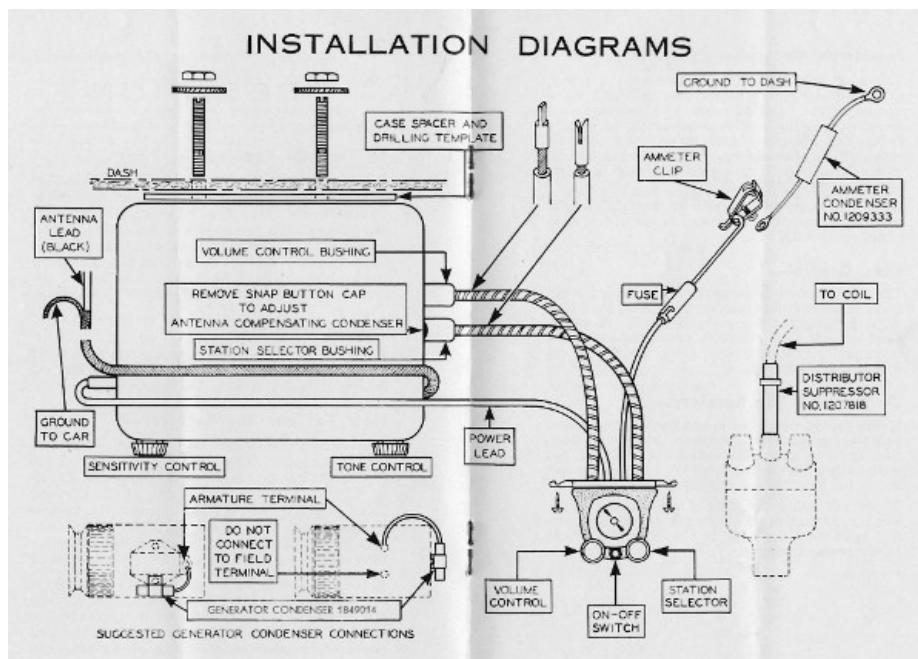 INSTALLATION DIAGRAMS
GROUND TO DASH
CASE SPACER AND
DRILLING TEMPLATE
AMMETER
CLIP
DASH
AMMETER
CONDENSER
NO. 1209333
ANTENNA
LEAD
(BLACK)
VOLUME CONTROL BUSHING
REMOVE SNAP BUTTON CAP
TO ADJUST
ANTENNA COMPENSATING CONDENSER
FUSE
TO COIL
STATION SELECTOR BUSHING
DISTRIBUTOR
SUPPRESSOR
NO. 1207818
GROUND
TO CAR
POWER
LEAD
SENSITIVITY CONTROL
TONE CONTROL
ARMATURE TERMINAL
DO NOT
CONNECT
TO FIELD
TERMINAL
VOLUME
CONTROL
STATION
SELECTOR
GENERATOR CONDENSER 1849014
ON-OFF
SWITCH
SUGGESTED GENERATOR CONDENSER CONNECTIONS